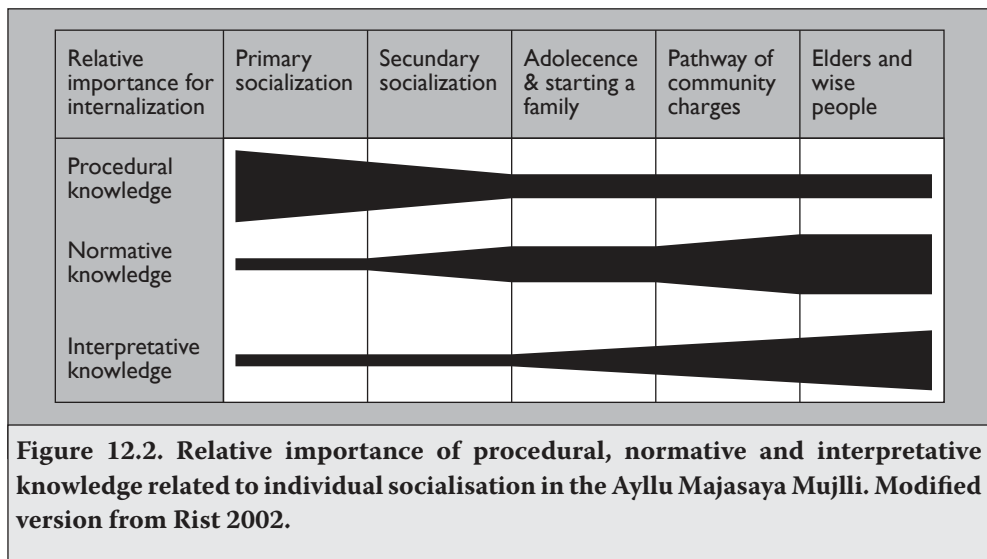 Relative
importance for
internalization
Primary
socialization
Secundary
socialization
Adolecence
& starting a
family
Pathway of
community
charges
Elders and
wise
people
Procedural
knowledge
Normative
knowledge
Interpretative
knowledge
Figure 12.2. Relative importance of procedural, normative and interpretative
knowledge related to individual socialisation in the Ayllu Majasaya Mujlli. Modified
version from Rist 2002.